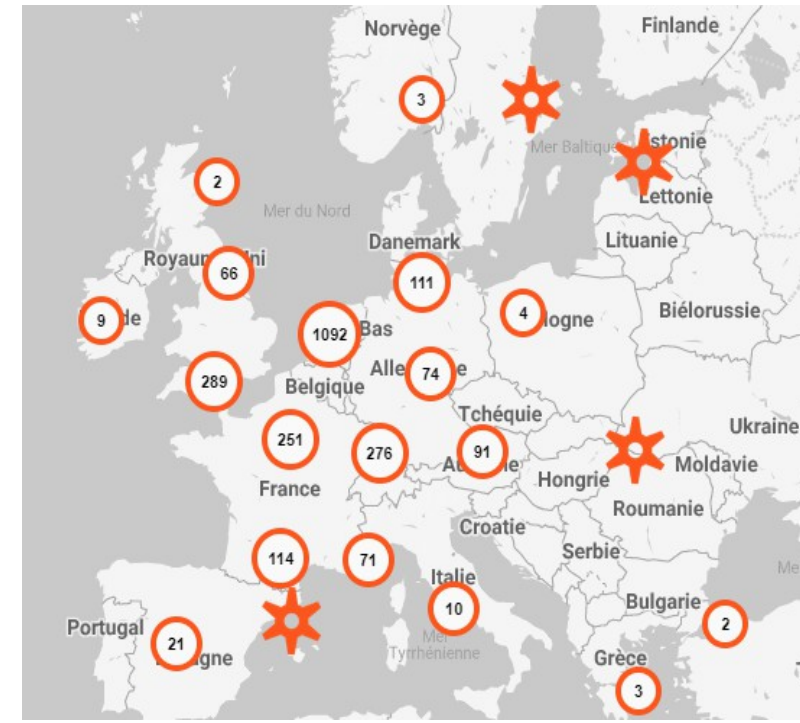 Norvège
Finlande
3
Mer Baltique
stonie
2
Lettonie
Mer du Nord
Lituanie
Danemark
Royau
ni
66
111
Biélorussie
9
de
4
logne
1092
Bas
Alle
74
e
289
Belgique
Tchéquie
Ukraine
251
276
91
Au
e
Moldavie
Hongrie
France
Roumanie
Croatie
Serbie
114
71
Italie
10
Bulgarie
2
Portugal
21
gne
Mer
Tyrrhénienne
Me
Grèce
3